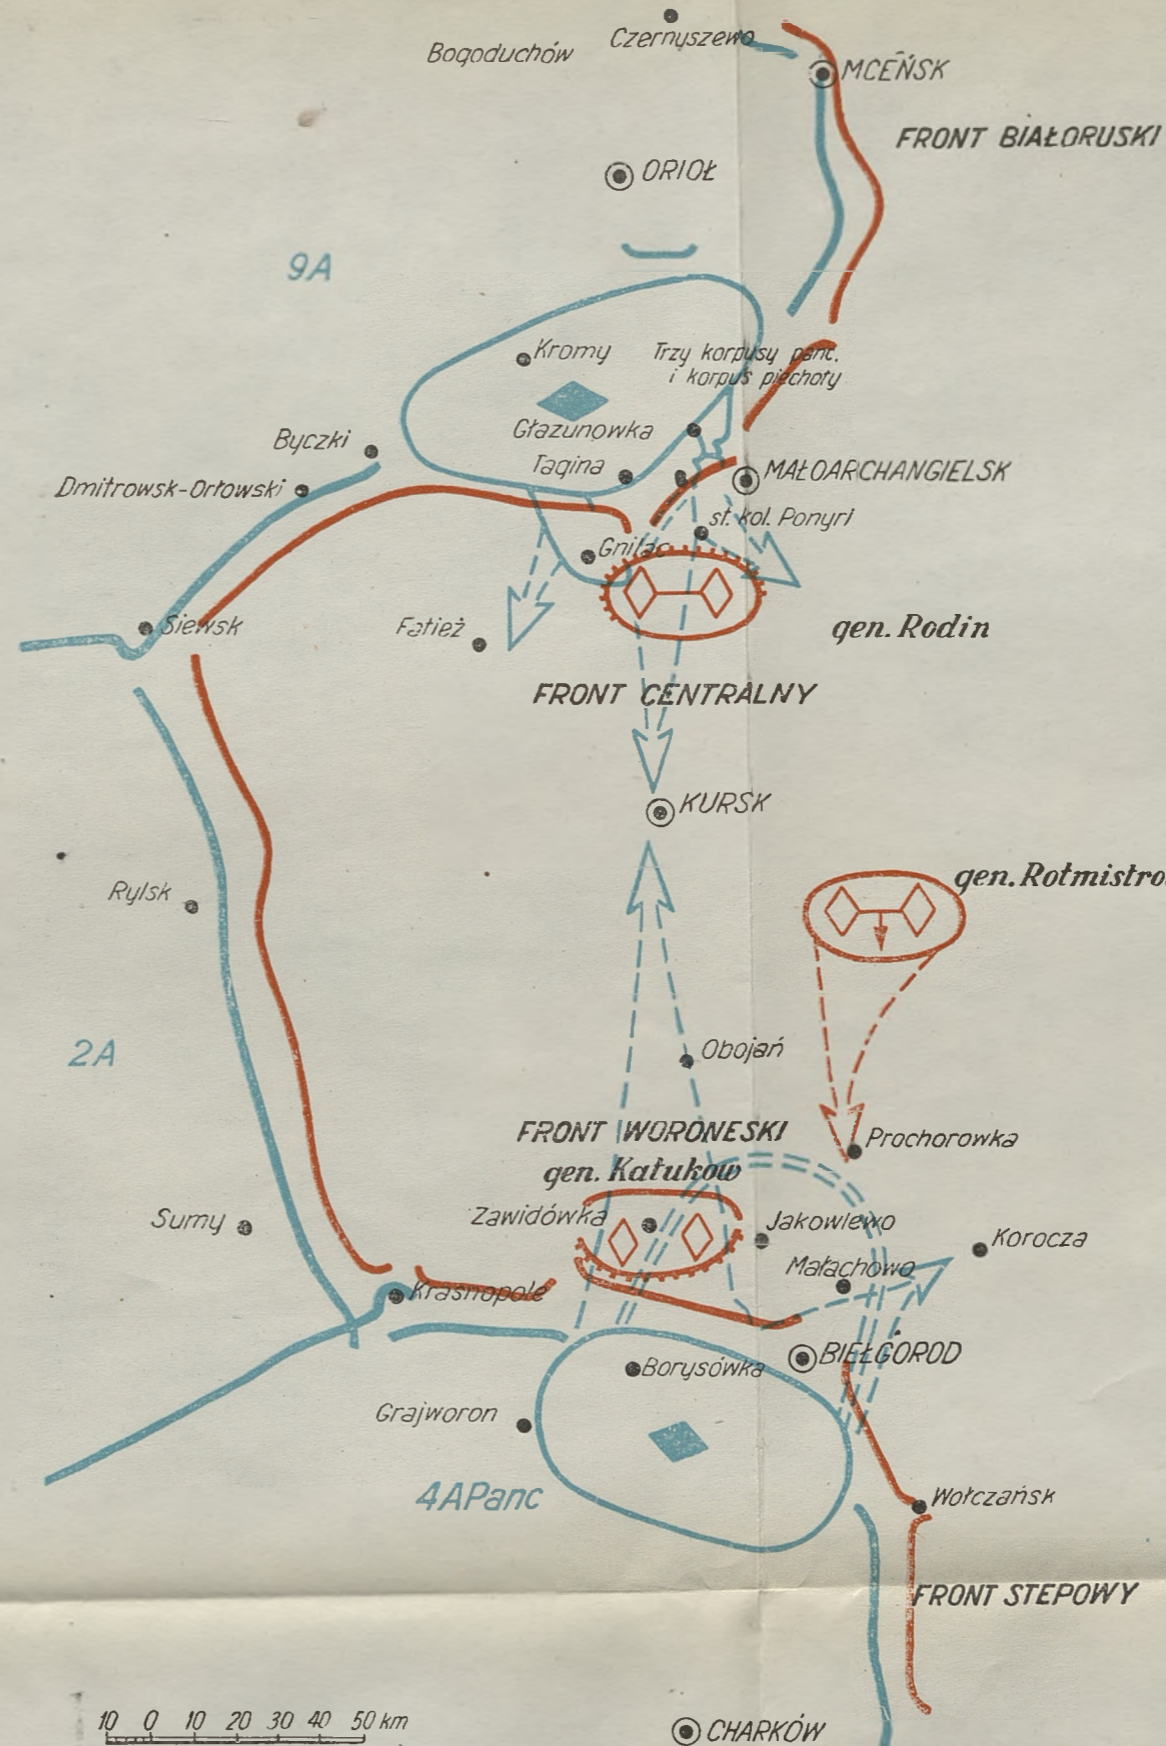 Czernyszewo
Bogoduchów
MCEŃSK
FRONT BIAŁORUSKI
ORIOŁ
9A
Kromy
Trzy korpusy panc.
i korpus piechoty
Głazunowka
Byczki
Tagina
MAŁOARCHANGIELSK
Dmitrowsk-Orłowski
st. kol. Ponyri
Gnilec
Siewsk
Fatież
gen. Rodin
FRONT CENTRALNY
KURSK
gen. Rotmistro
Rylsk
2A
Obojań
FRONT WORONESKI
Prochorowka
gen. Katukow
Zawidówka
Sumy
Jakowlewo
Korocza
Małachowo
Krasnopole
BIEŁGOROD
Borysówka
Grajworon
4APanc
Wołczańsk
FRONT STEPOWY
10 0 10 20 30 40 50 km
CHARKÓW